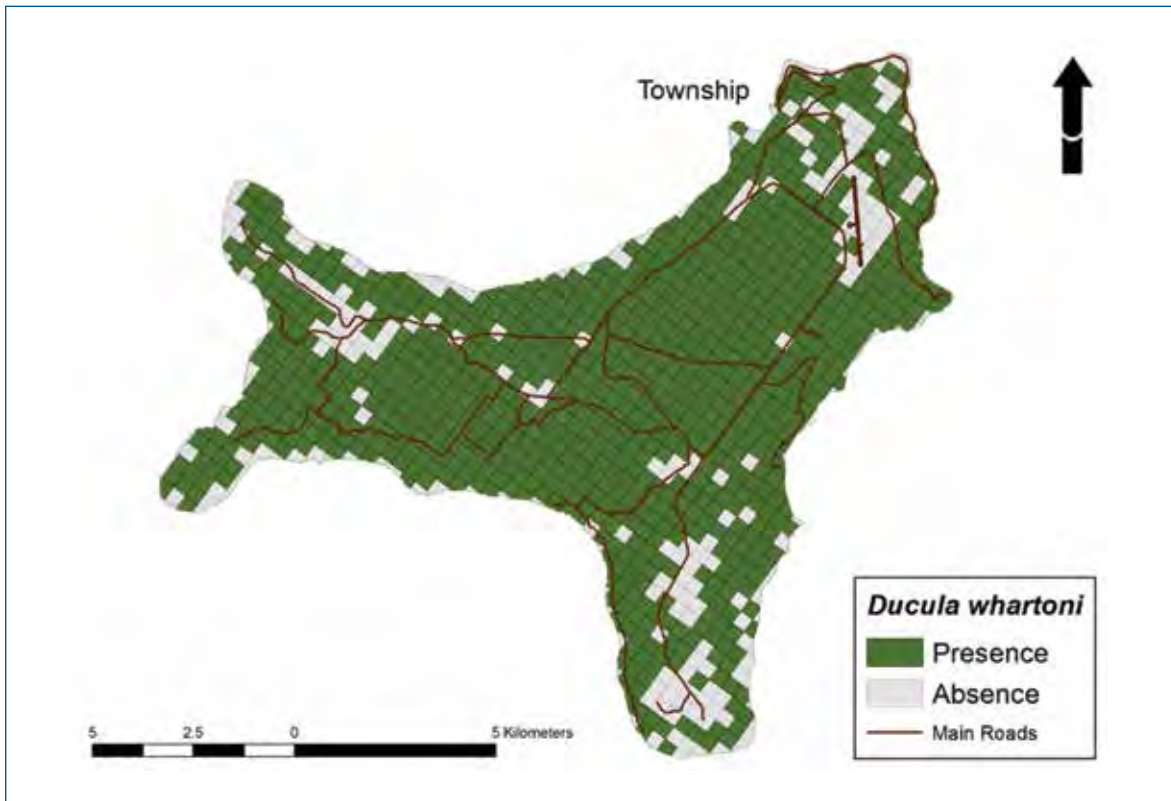 Township
Ducula whartoni
Presence
Absence
Main Roads
5 2.5 0 5 Kilometers